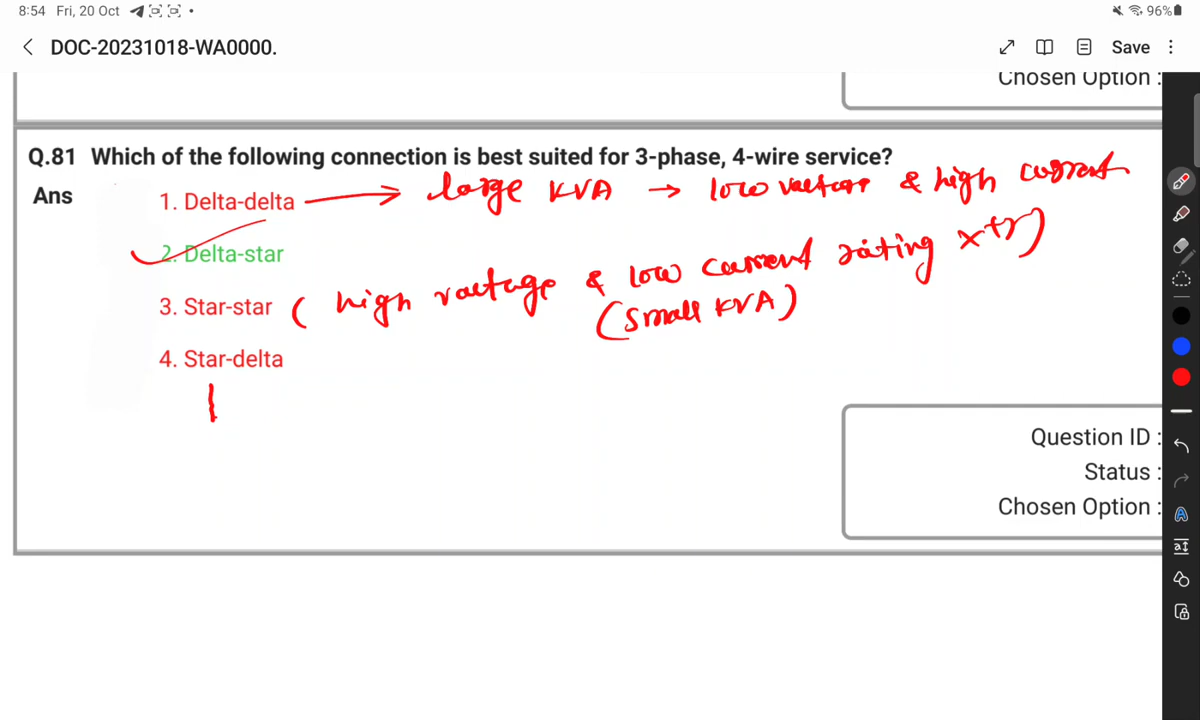 8:54 Fri, 20 Oct
96%
DOC-20231018-WA0000.
Save
Chosen Option :
Q.81 Which of the following connection is best suited for 3-phase, 4-wire service?
Ans
1. Delta-delta → large KVA → low voltage & high current
2. Delta-star
3. Star-star ( high voltage & low current rating xtr)
(small KVA)
4. Star-delta
Question ID :
Status :
Chosen Option :